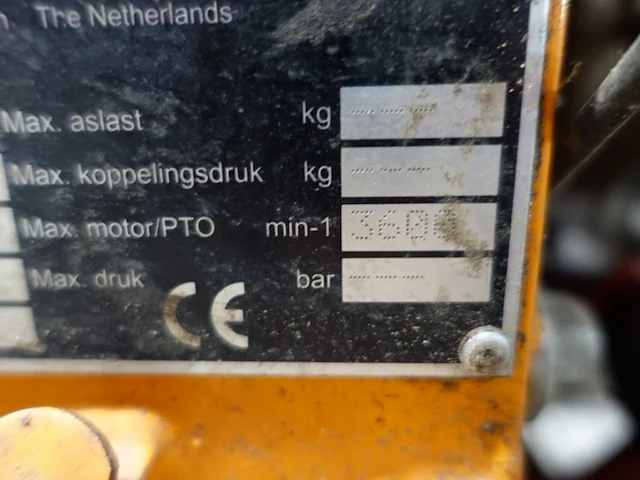 The Netherlands
Max. aslast kg --- --- ---
Max. koppelingsdruk kg --- --- ---
Max. motor/PTO min-1 3600
Max. druk bar --- --- ---
CE